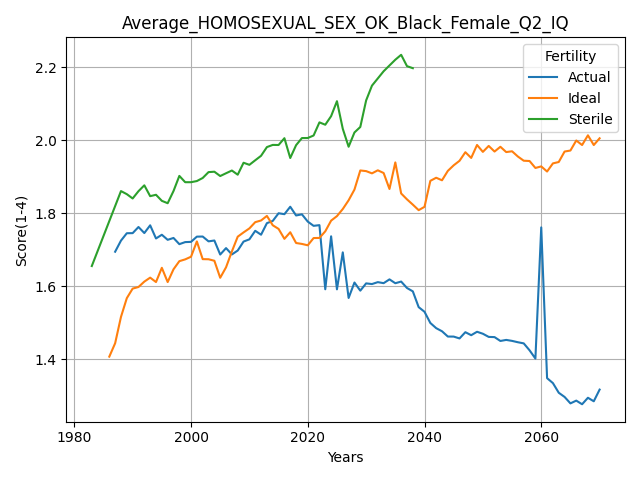 Average_HOMOSEXUAL_SEX_OK_Black_Female_Q2_IQ
Fertility
Actual
Ideal
Sterile
Score(1-4)
2.2
2.0
1.8
1.6
1.4
1980
2000
2020
2040
2060
Years